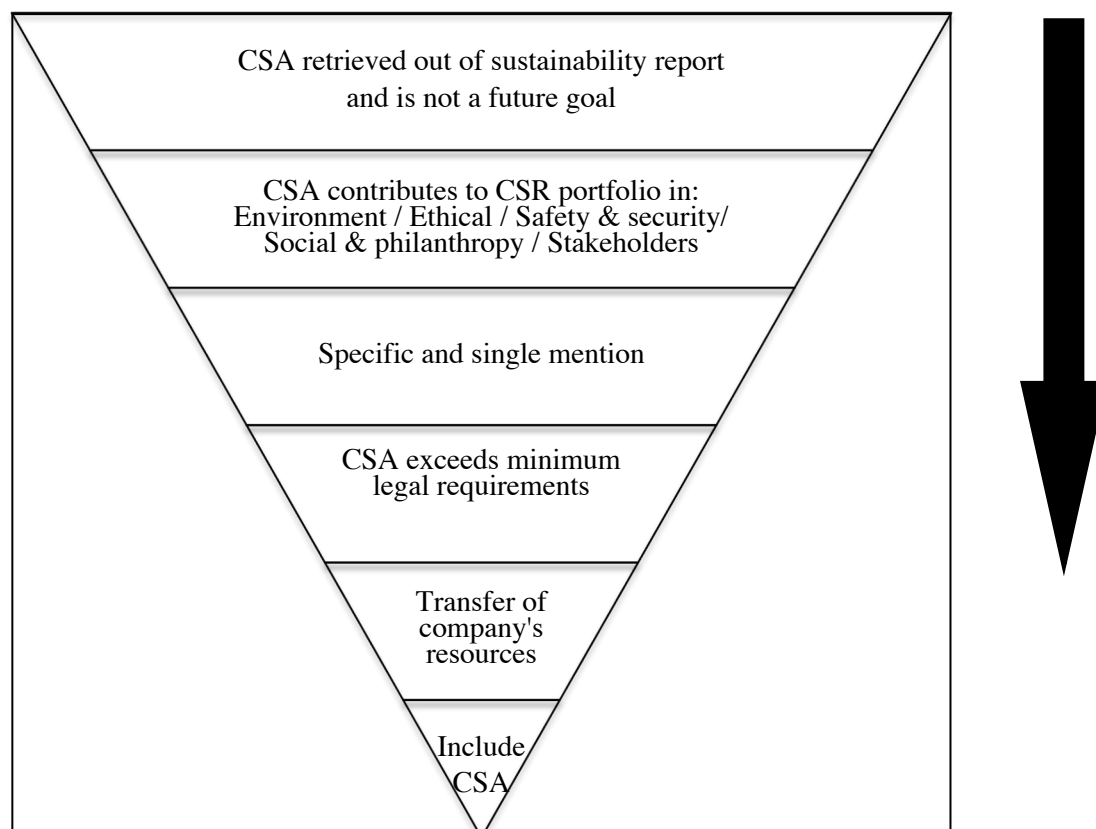 CSA retrieved out of sustainability report
and is not a future goal
CSA contributes to CSR portfolio in:
Environment / Ethical / Safety & security/
Social & philanthropy / Stakeholders
Specific and single mention
CSA exceeds minimum
legal requirements
Transfer of
company's
resources
Include
CSA